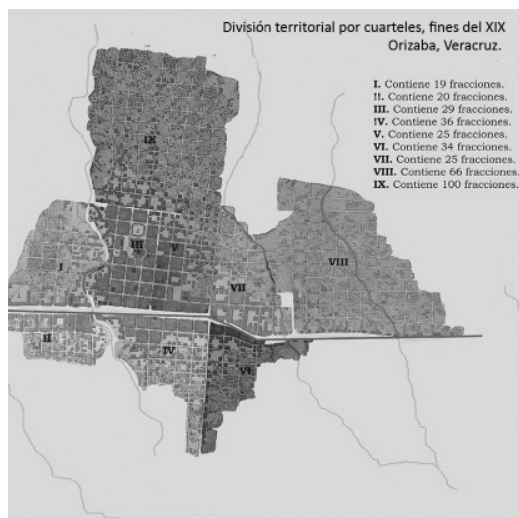 División territorial por cuarteles, fines del XIX
Orizaba, Veracruz.
I. Contiene 19 fracciones.
!!. Contiene 20 fracciones.
III. Contiene 29 fracciones.
!V. Contiene 36 fracciones.
V. Contiene 25 fracciones.
VI. Contiene 34 fracciones.
VII. Contiene 25 fracciones.
VIII. Contiene 66 fracciones.
IX. Contiene 100 fracciones.
IX
III
V
I
VII
VIII
II
IV
VI